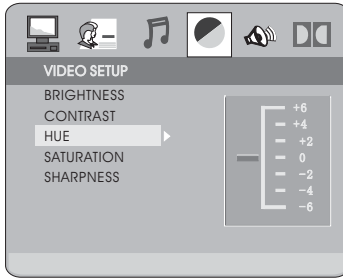 VIDEO SETUP
BRIGHTNESS
CONTRAST
HUE
SATURATION
SHARPNESS
+6
+4
+2
0
−2
−4
−6